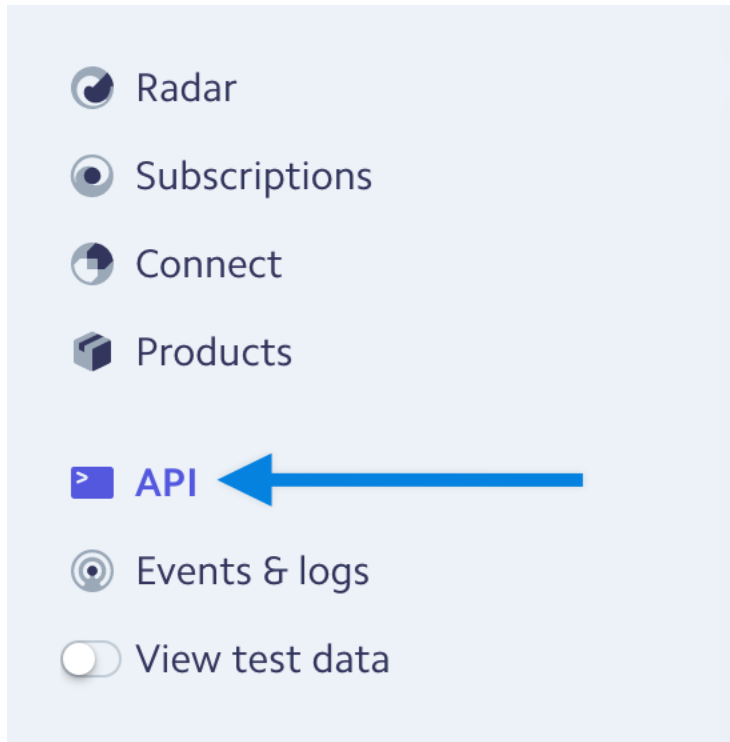 Radar
Subscriptions
Connect
Products
API
Events & logs
View test data